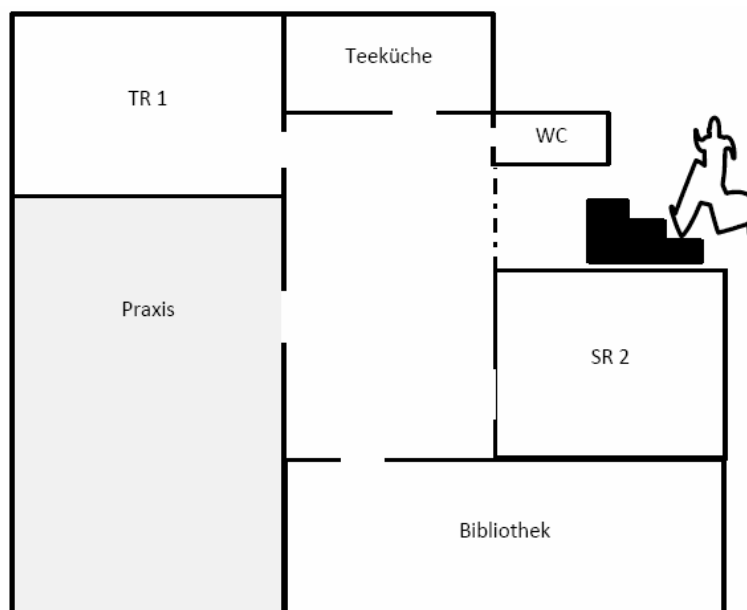 Teeküche
TR 1
WC
Praxis
SR 2
Bibliothek